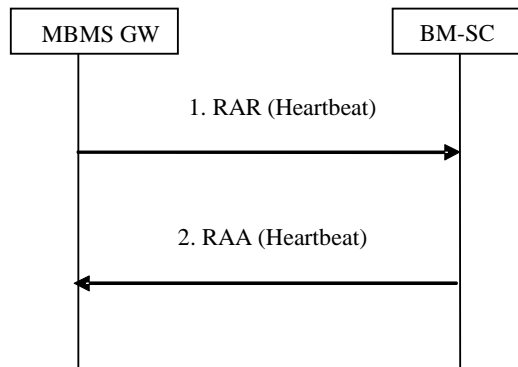 MBMS GW
BM-SC
1. RAR (Heartbeat)
2. RAA (Heartbeat)